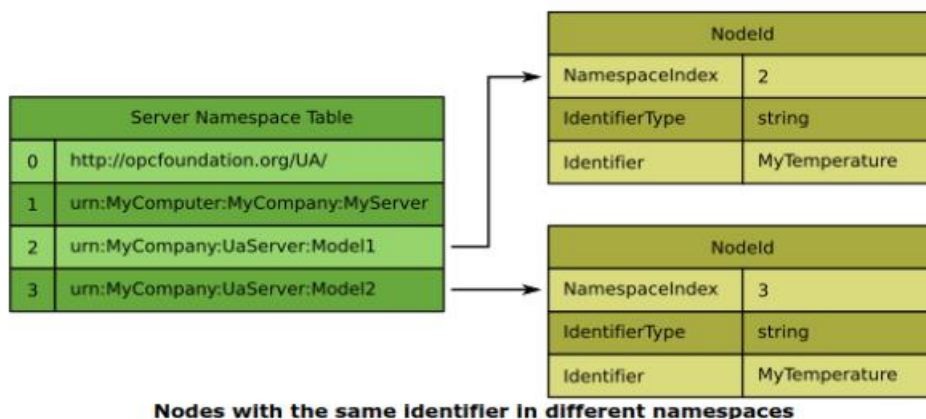 Server Namespace Table
0 http://opcfoundation.org/UA/
1 urn:MyComputer:MyCompany:MyServer
2 urn:MyCompany:UaServer:Model1
3 urn:MyCompany:UaServer:Model2
NodeId
NamespaceIndex 2
IdentifierType string
Identifier MyTemperature
NodeId
NamespaceIndex 3
IdentifierType string
Identifier MyTemperature
Nodes with the same identifier in different namespaces